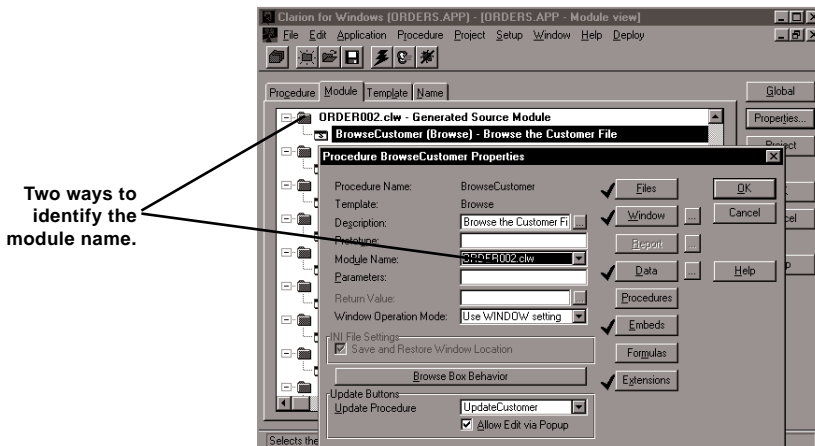 Clarion for Windows (ORDERS.APP) - [ORDERS.APP - Module view]
File Edit Application Procedure Project Setup Window Help Deploy
Procedure Module Template Name
Global
ORDER002.clw - Generated Source Module
Properties...
BrowseCustomer (Browse) - Browse the Customer File
Project
Procedure BrowseCustomer Properties
Two ways to
identify the
module name.
Procedure Name: BrowseCustomer
Files
OK
Template: Browse
Description: Browse the Customer Fi ...
Window ...
Cancel
Prototype:
Report ...
Module Name: ORDER002.clw
Data ...
Help
Parameters:
Return Value: ...
Procedures
Window Operation Mode: Use WINDOW setting
Embeds
INI File Settings
Save and Restore Window Location
Formulas
Browse Box Behavior
Extensions
Update Buttons
Update Procedure UpdateCustomer
Allow Edit via Popup
Selects the